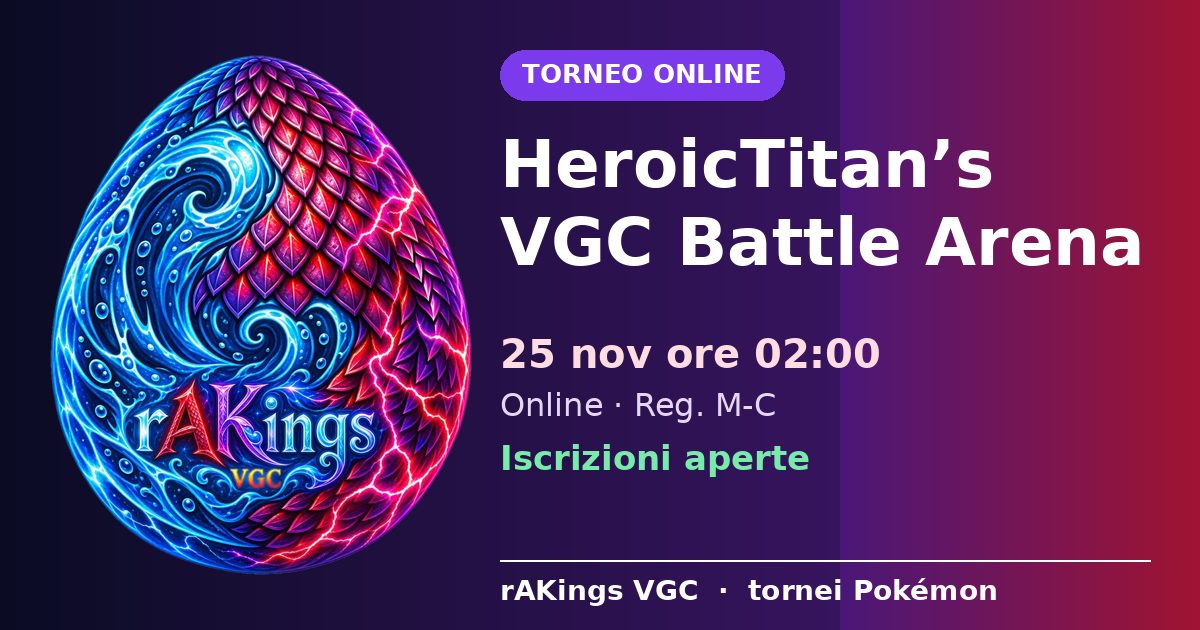 TORNEO ONLINE
HeroicTitan’s
VGC Battle Arena
25 nov ore 02:00
Online · Reg. M-C
Iscrizioni aperte
rAKings
VGC
rAKings VGC · tornei Pokémon